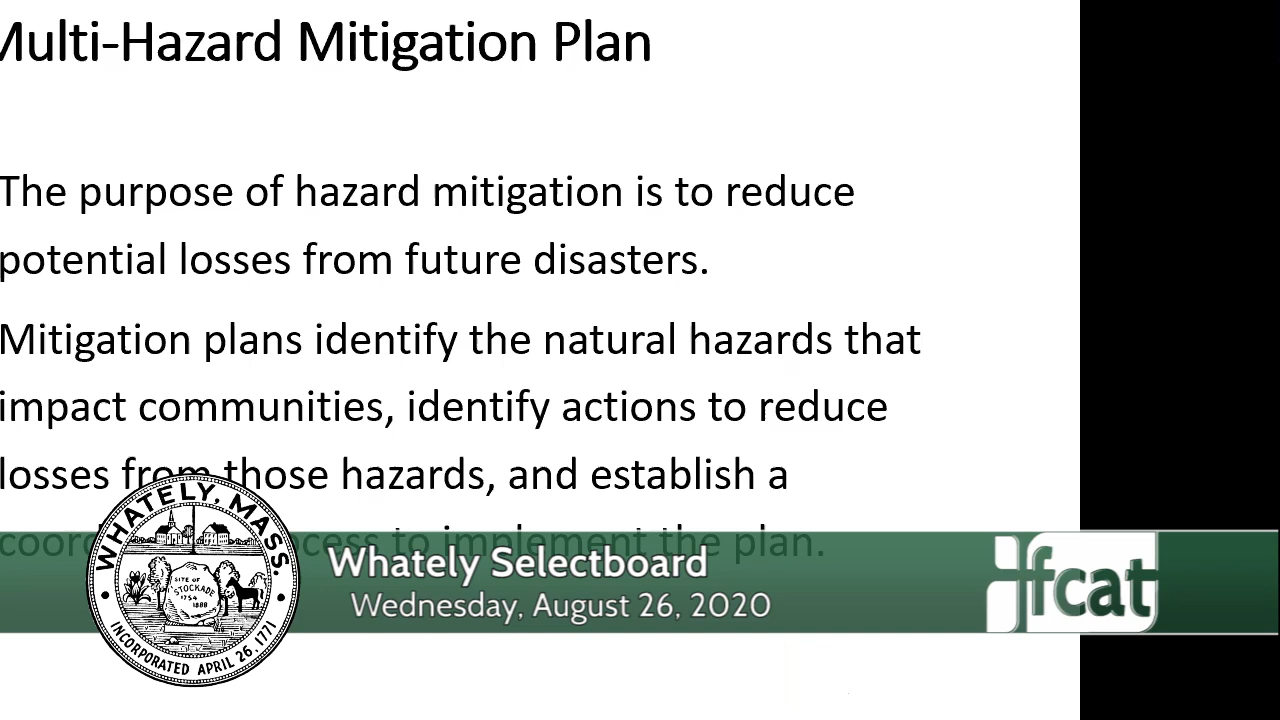 Multi-Hazard Mitigation Plan
The purpose of hazard mitigation is to reduce
potential losses from future disasters.
Mitigation plans identify the natural hazards that
impact communities, identify actions to reduce
losses from those hazards, and establish a
to implement the plan.
WHATELY, MASS.
SITE OF
STOCKADE
1754
1888
INCORPORATED APRIL 26, 1771
Whately Selectboard
Wednesday, August 26, 2020
fcat